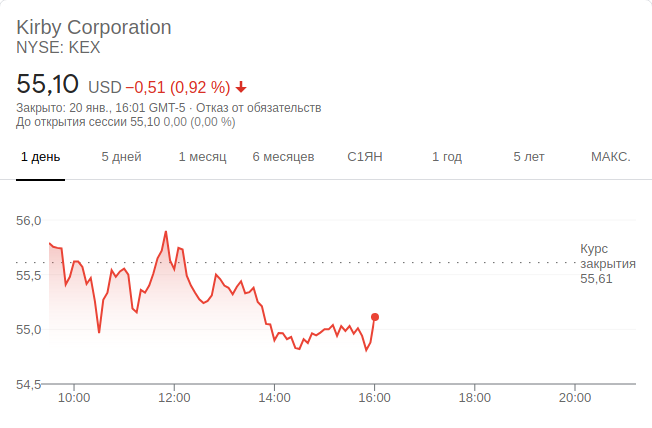 Kirby Corporation
NYSE: KEX
55,10 USD −0,51 (0,92 %)
Закрыто: 20 янв., 16:01 GMT-5 · Отказ от обязательств
До открытия сессии 55,10 0,00 (0,00 %)
1 день 5 дней 1 месяц 6 месяцев С1ЯН 1 год 5 лет МАКС.
56,0
55,5
55,0
54,5
Курс
закрытия
55,61
10:00 12:00 14:00 16:00 18:00 20:00